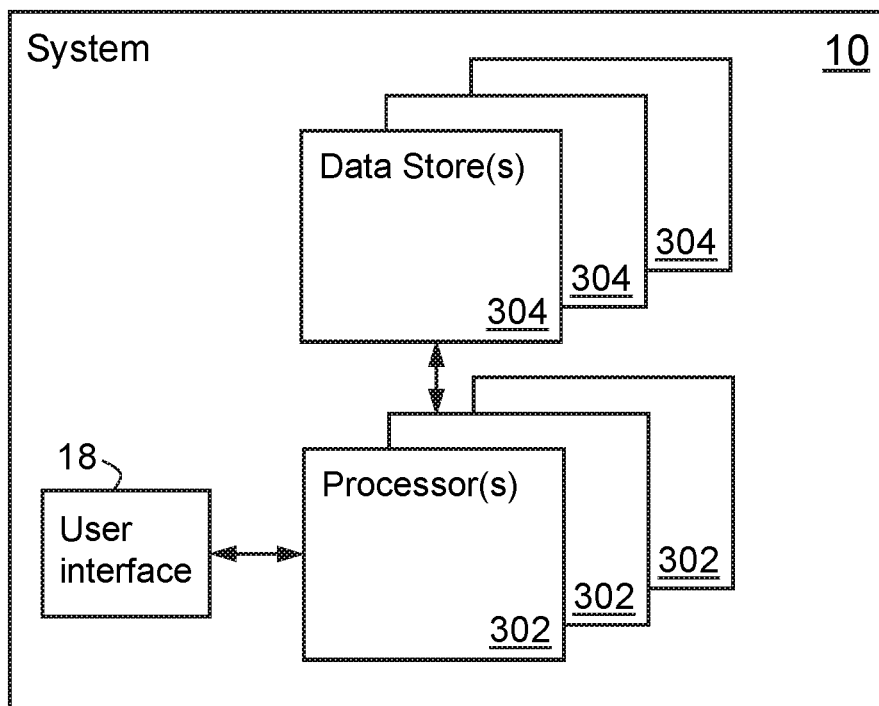 System
10
Data Store(s)
304
304
304
18
User
interface
Processor(s)
302
302
302